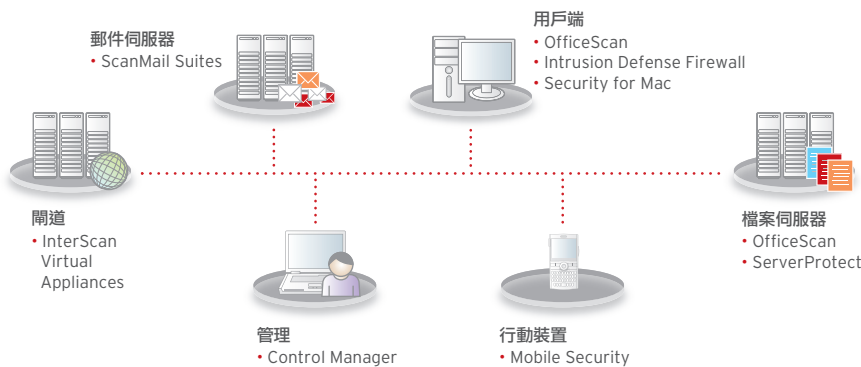 郵件伺服器
• ScanMail Suites
用戶端
• OfficeScan
• Intrusion Defense Firewall
• Security for Mac
閘道
• InterScan
Virtual
Appliances
檔案伺服器
• OfficeScan
• ServerProtect
管理
• Control Manager
行動裝置
• Mobile Security